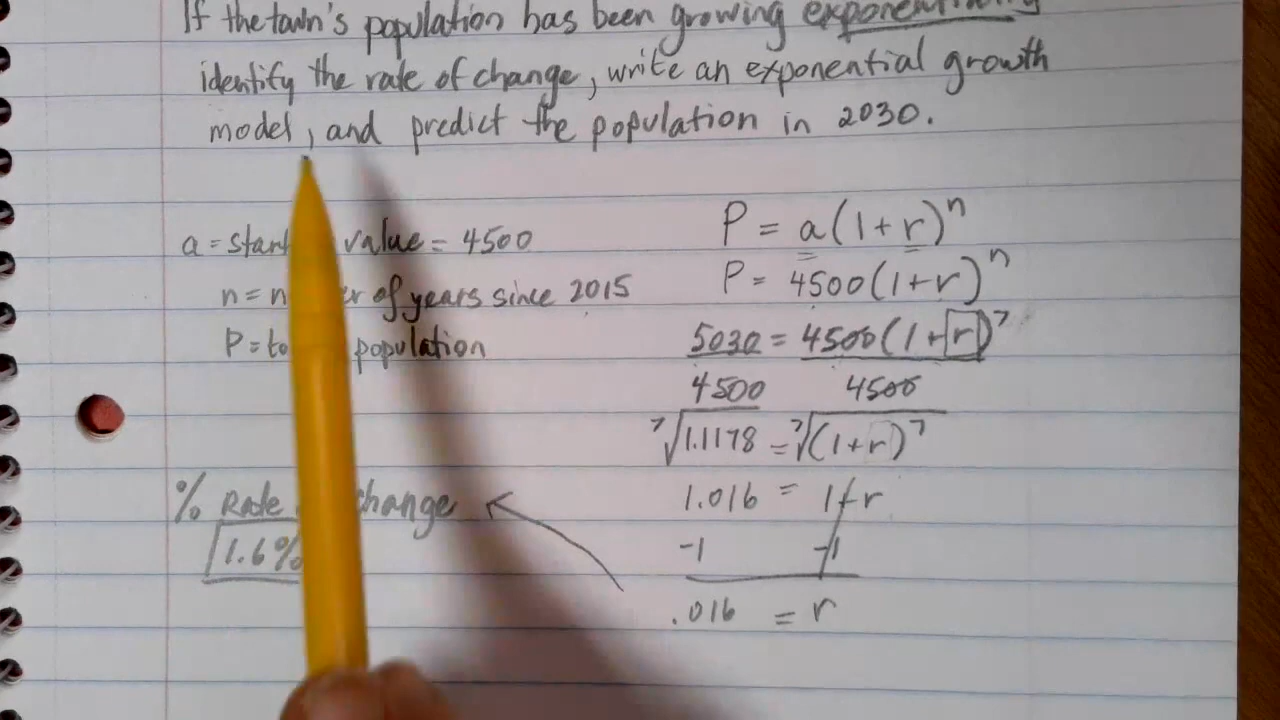 If the town's population has been growing exponentially
identify the rate of change, write an exponential growth
model, and predict the population in 2030.
a = start value = 4500
n = n er of years since 2015
P = to population
% Rate change
1.6%
P = a(1+r)^n
P = 4500(1+r)^n
5030 = 4500(1+r)^7
4500 4500
7√1.1178 = 7√(1+r)^7
1.016 = 1+r
-1 -1
.016 = r